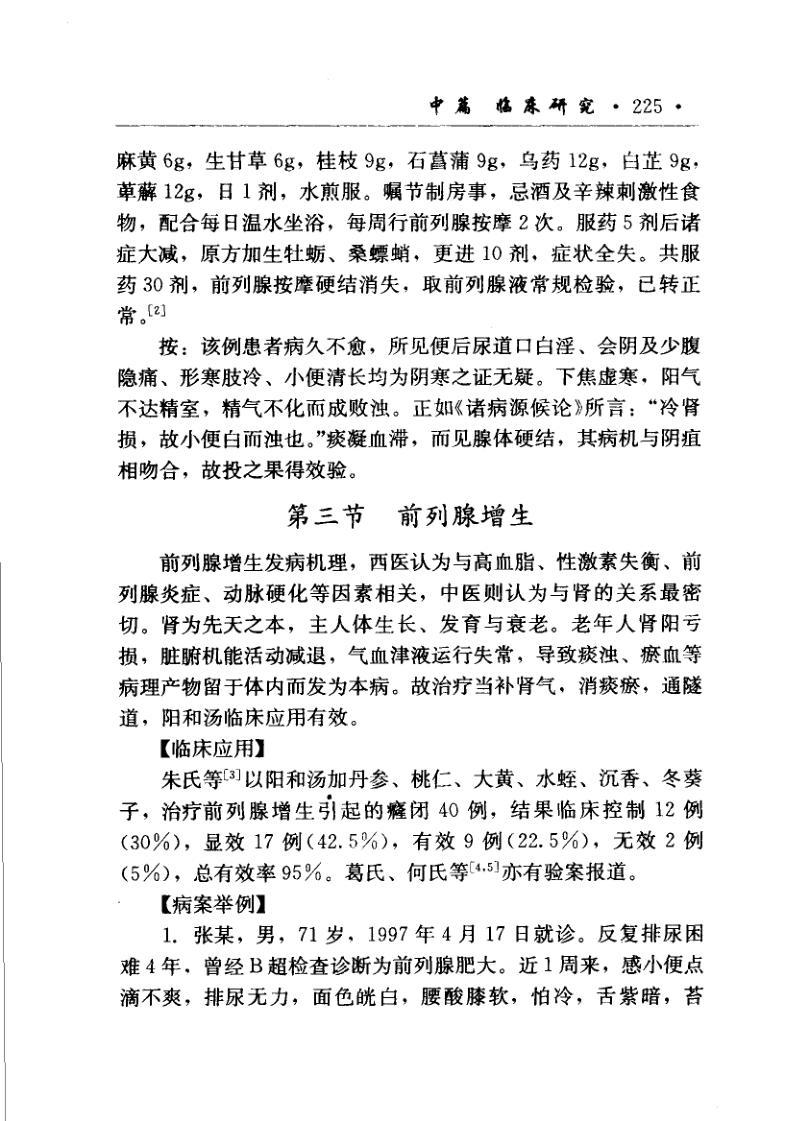 中篇 临床研究 · 225 ·
麻黄 6g，生甘草 6g，桂枝 9g，石菖蒲 9g，乌药 12g，白芷 9g，
萆薢 12g，日 1 剂，水煎服。嘱节制房事，忌酒及辛辣刺激性食
物，配合每日温水坐浴，每周行前列腺按摩 2 次。服药 5 剂后诸
症大减，原方加生牡蛎、桑螵蛸，更进 10 剂，症状全失。共服
药 30 剂，前列腺按摩硬结消失，取前列腺液常规检验，已转正
常。[2]
按：该例患者病久不愈，所见便后尿道口白淫、会阴及少腹
隐痛、形寒肢冷、小便清长均为阴寒之证无疑。下焦虚寒，阳气
不达精室，精气不化而成败浊。正如《诸病源候论》所言：“冷肾
损，故小便白而浊也。”痰凝血滞，而见腺体硬结，其病机与阴疽
相吻合，故投之果得效验。
第三节 前列腺增生
前列腺增生发病机理，西医认为与高血脂、性激素失衡、前
列腺炎症、动脉硬化等因素相关，中医则认为与肾的关系最密
切。肾为先天之本，主人体生长、发育与衰老。老年人肾阳亏
损，脏腑机能活动减退，气血津液运行失常，导致痰浊、瘀血等
病理产物留于体内而发为本病。故治疗当补肾气，消痰瘀，通隧
道，阳和汤临床应用有效。
【临床应用】
朱氏等[3]以阳和汤加丹参、桃仁、大黄、水蛭、沉香、冬葵
子，治疗前列腺增生引起的癃闭 40 例，结果临床控制 12 例
(30%)，显效 17 例(42.5%)，有效 9 例(22.5%)，无效 2 例
(5%)，总有效率 95%。葛氏、何氏等[4,5]亦有验案报道。
【病案举例】
1. 张某，男，71 岁，1997 年 4 月 17 日就诊。反复排尿困
难 4 年，曾经 B 超检查诊断为前列腺肥大。近 1 周来，感小便点
滴不爽，排尿无力，面色㿠白，腰酸膝软，怕冷，舌紫暗，苔